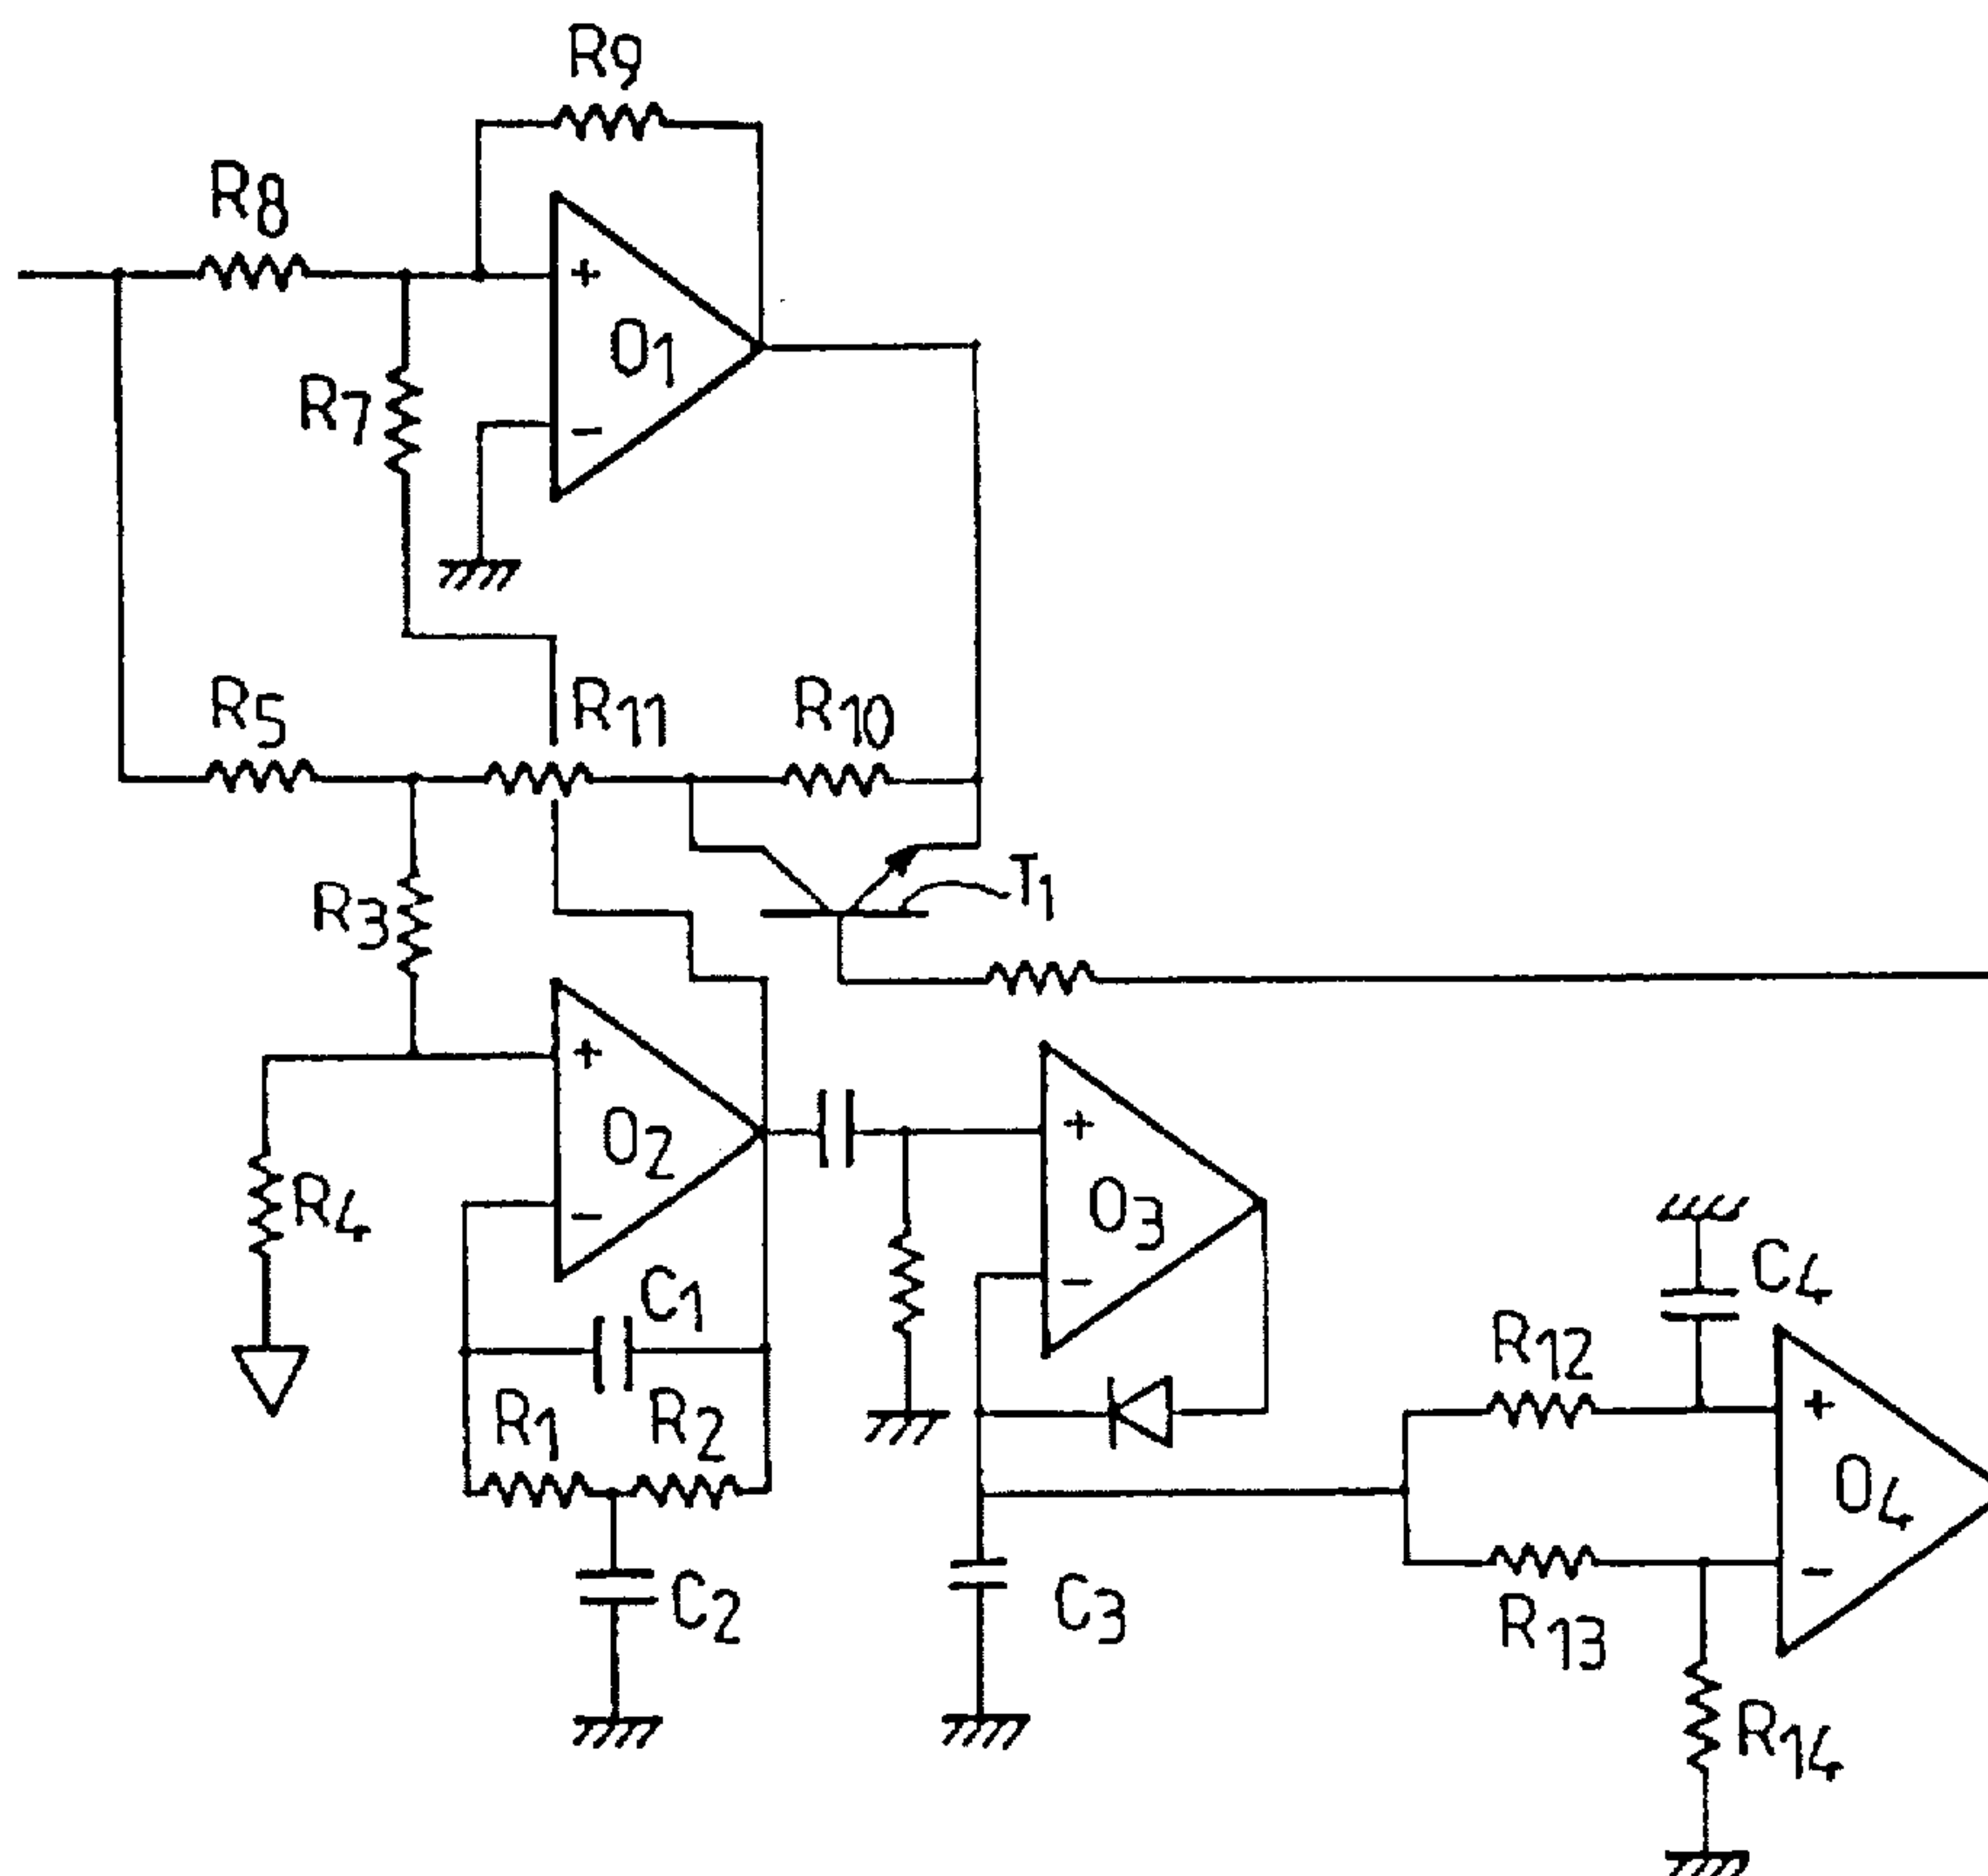 R9
R8
+
O1
R7
-
R5
R11
R10
T1
R3
+
O2
R4
-
+
O3
-
C1
C4
R12
R1
R2
+
O4
-
C2
C3
R13
R14